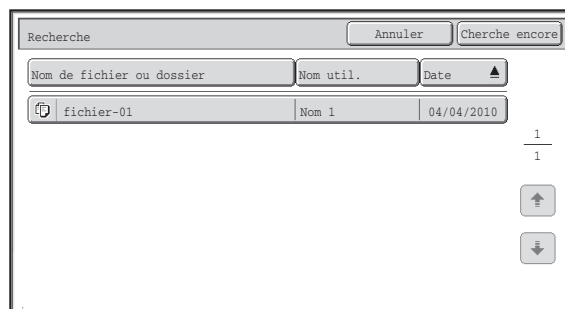 Recherche Annuler Cherche encore
Nom de fichier ou dossier Nom util. Date
fichier-01 Nom 1 04/04/2010
1
1